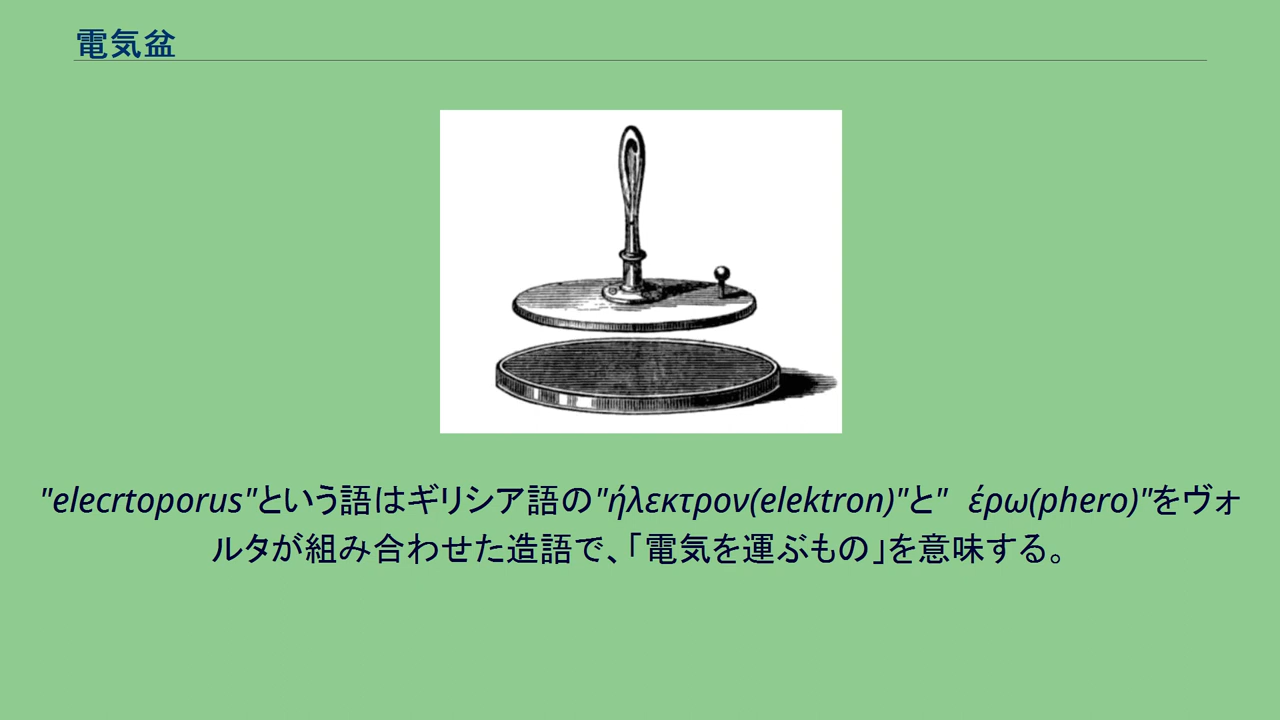 電気盆
"elecrtoporus"という語はギリシア語の"ήλεκτρον(elektron)"と" έρω(phero)"をヴォ
ルタが組み合わせた造語で、「電気を運ぶもの」を意味する。